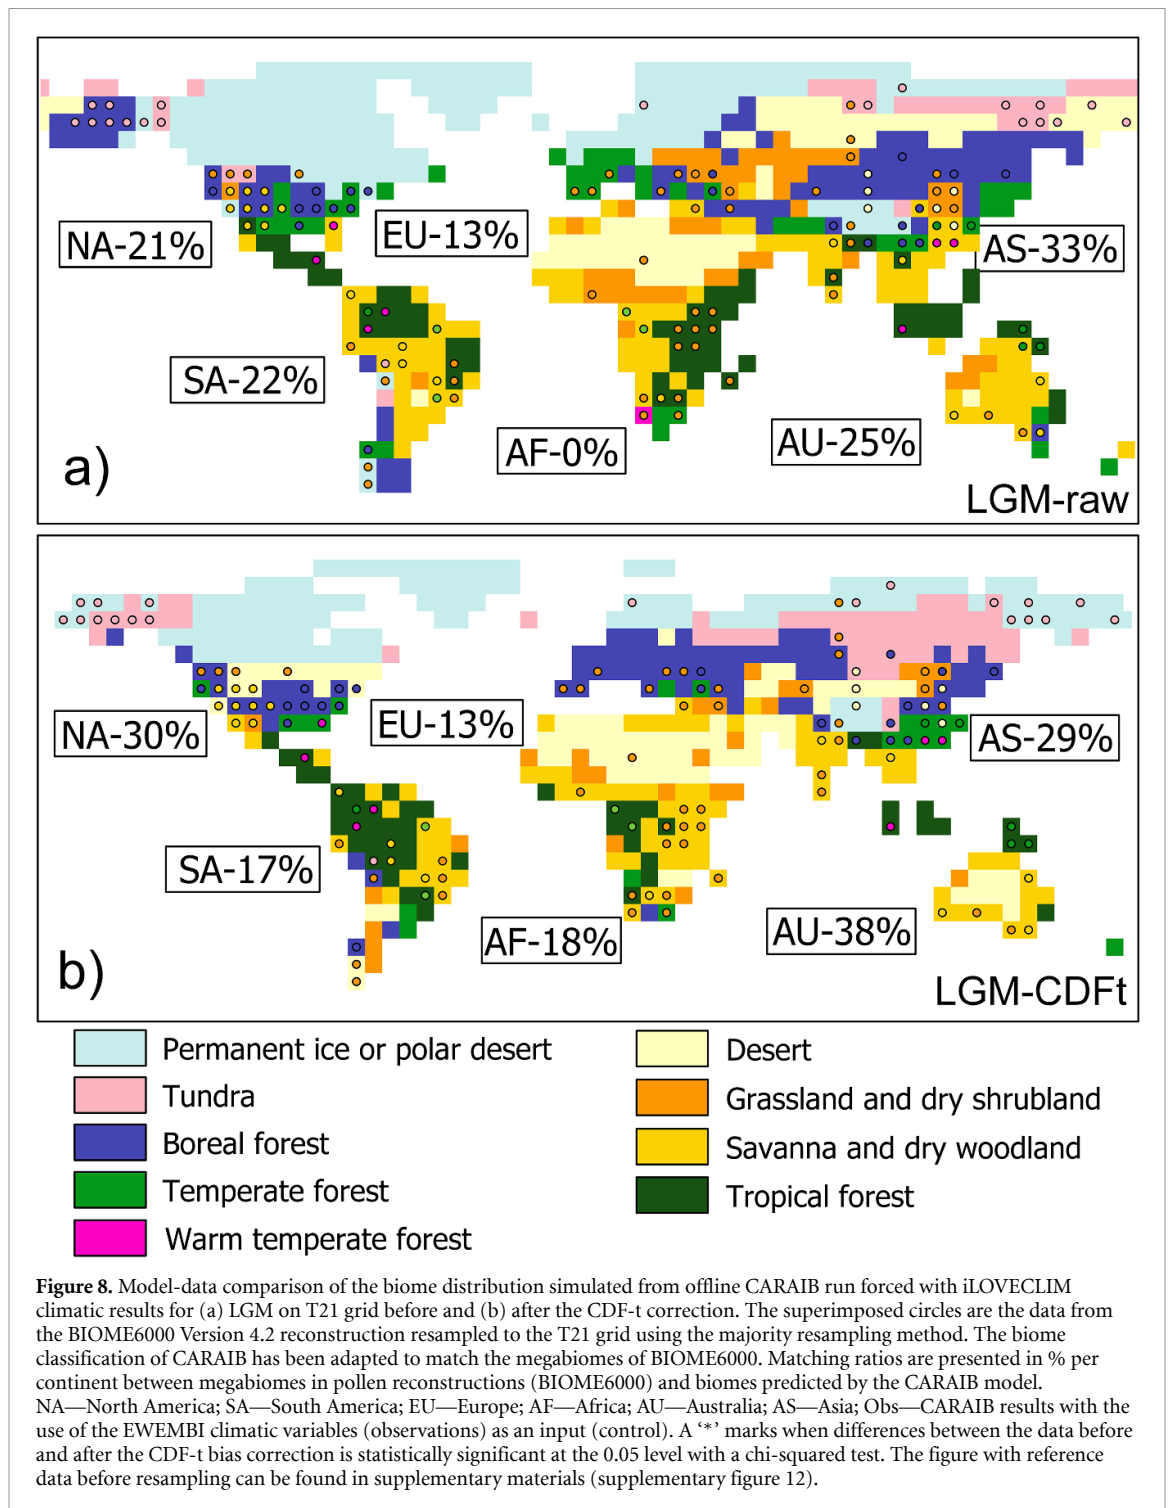 NA-21%
EU-13%
AS-33%
SA-22%
AF-0%
AU-25%
a)
LGM-raw
NA-30%
EU-13%
AS-29%
SA-17%
AF-18%
AU-38%
b)
LGM-CDFt
Permanent ice or polar desert
Tundra
Boreal forest
Temperate forest
Warm temperate forest
Desert
Grassland and dry shrubland
Savanna and dry woodland
Tropical forest
Figure 8. Model-data comparison of the biome distribution simulated from offline CARAIB run forced with iLOVECLIM
climatic results for (a) LGM on T21 grid before and (b) after the CDF-t correction. The superimposed circles are the data from
the BIOME6000 Version 4.2 reconstruction resampled to the T21 grid using the majority resampling method. The biome
classification of CARAIB has been adapted to match the megabiomes of BIOME6000. Matching ratios are presented in % per
continent between megabiomes in pollen reconstructions (BIOME6000) and biomes predicted by the CARAIB model.
NA—North America; SA—South America; EU—Europe; AF—Africa; AU—Australia; AS—Asia; Obs—CARAIB results with the
use of the EWEMBI climatic variables (observations) as an input (control). A ‘*’ marks when differences between the data before
and after the CDF-t bias correction is statistically significant at the 0.05 level with a chi-squared test. The figure with reference
data before resampling can be found in supplementary materials (supplementary figure 12).